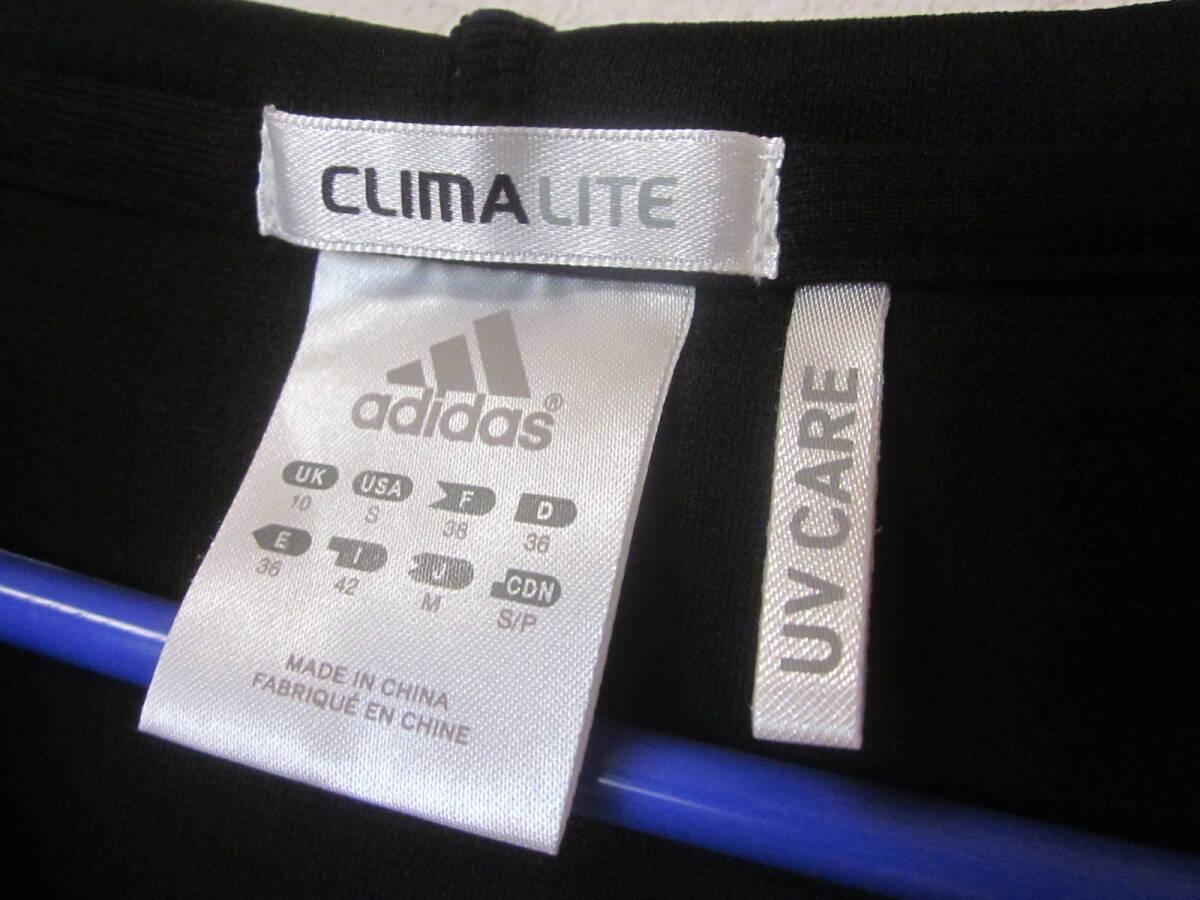 CLIMALITE
adidas®
UK USA F D
10 S 38 36
E I J CDN
36 42 M S/P
MADE IN CHINA
FABRIQUÉ EN CHINE
UV CARE